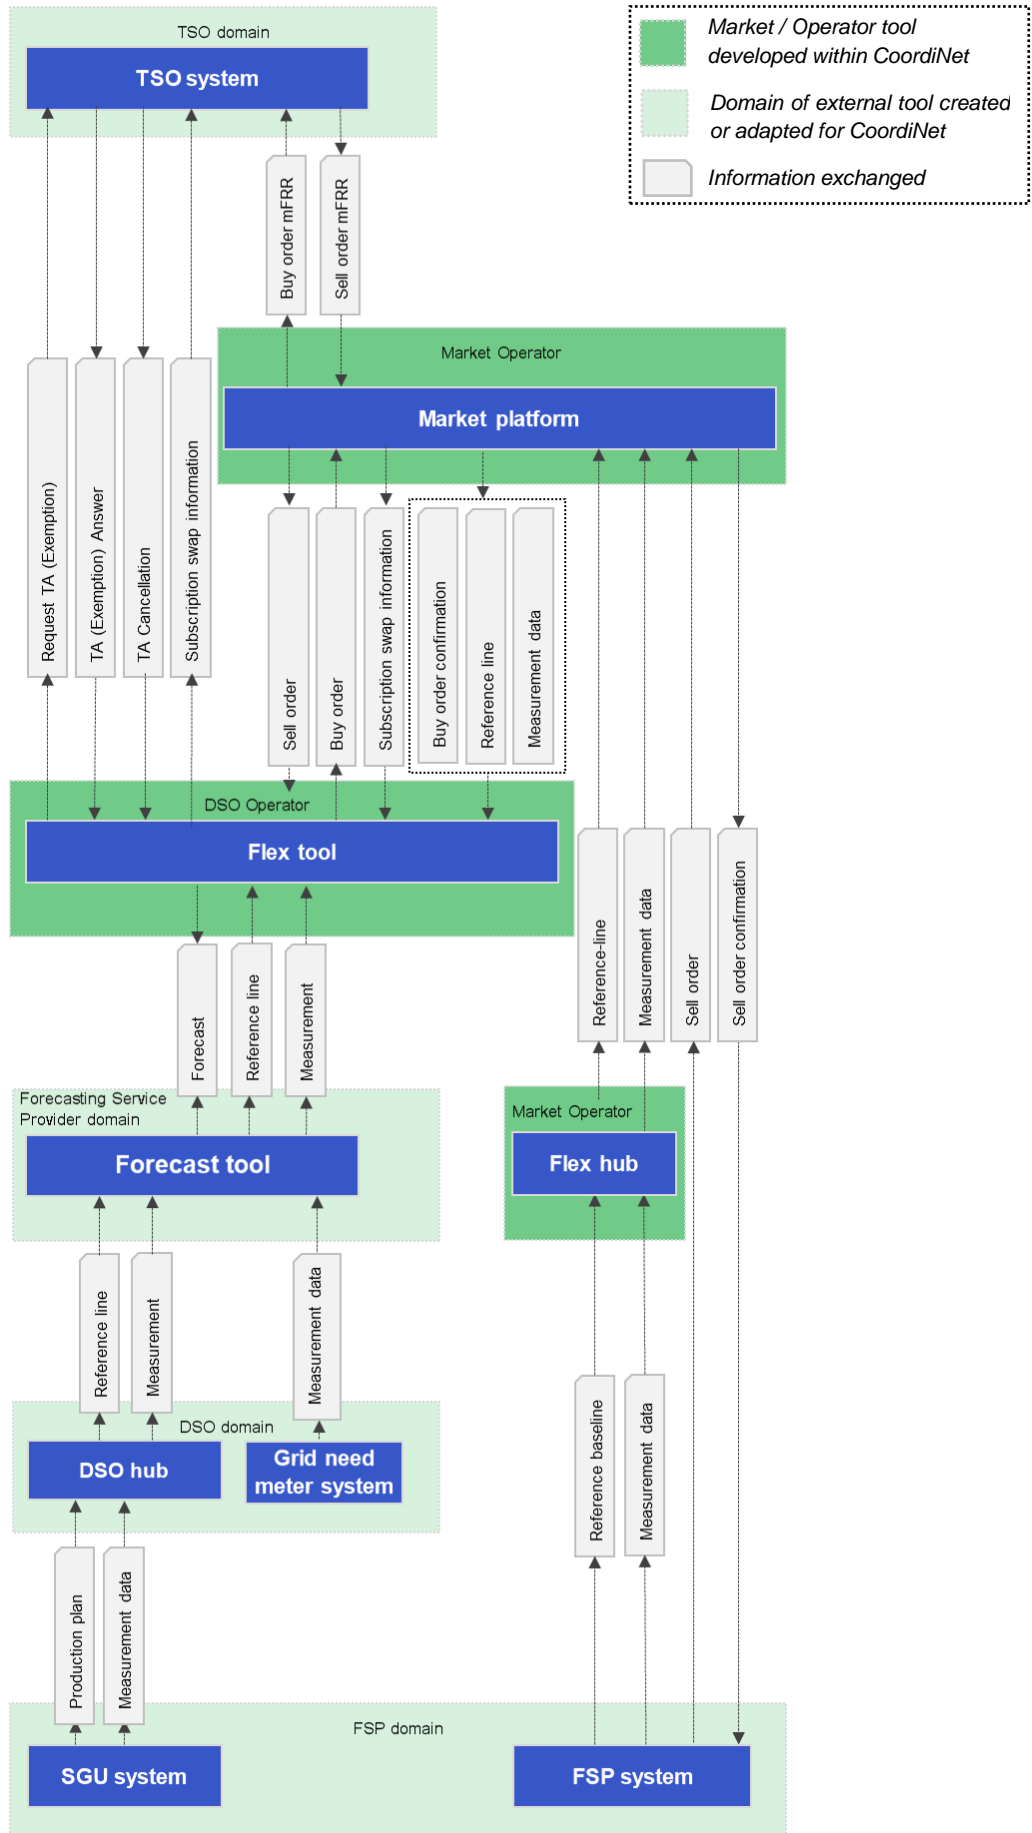 TSO domain
TSO system
Market / Operator tool
developed within CoordiNet
Domain of external tool created
or adapted for CoordiNet
Information exchanged
Buy order mFRR
Sell order mFRR
Market Operator
Market platform
Request TA (Exemption)
TA (Exemption) Answer
TA Cancellation
Subscription swap information
Sell order
Buy order
Subscription swap information
Buy order confirmation
Reference line
Measurement data
DSO Operator
Flex tool
Reference-line
Measurement data
Sell order
Sell order confirmation
Forecast
Reference line
Measurement
Forecasting Service
Provider domain
Forecast tool
Market Operator
Flex hub
Reference line
Measurement
Measurement data
DSO domain
DSO hub
Grid need
meter system
Reference baseline
Measurement data
Production plan
Measurement data
FSP domain
SGU system
FSP system